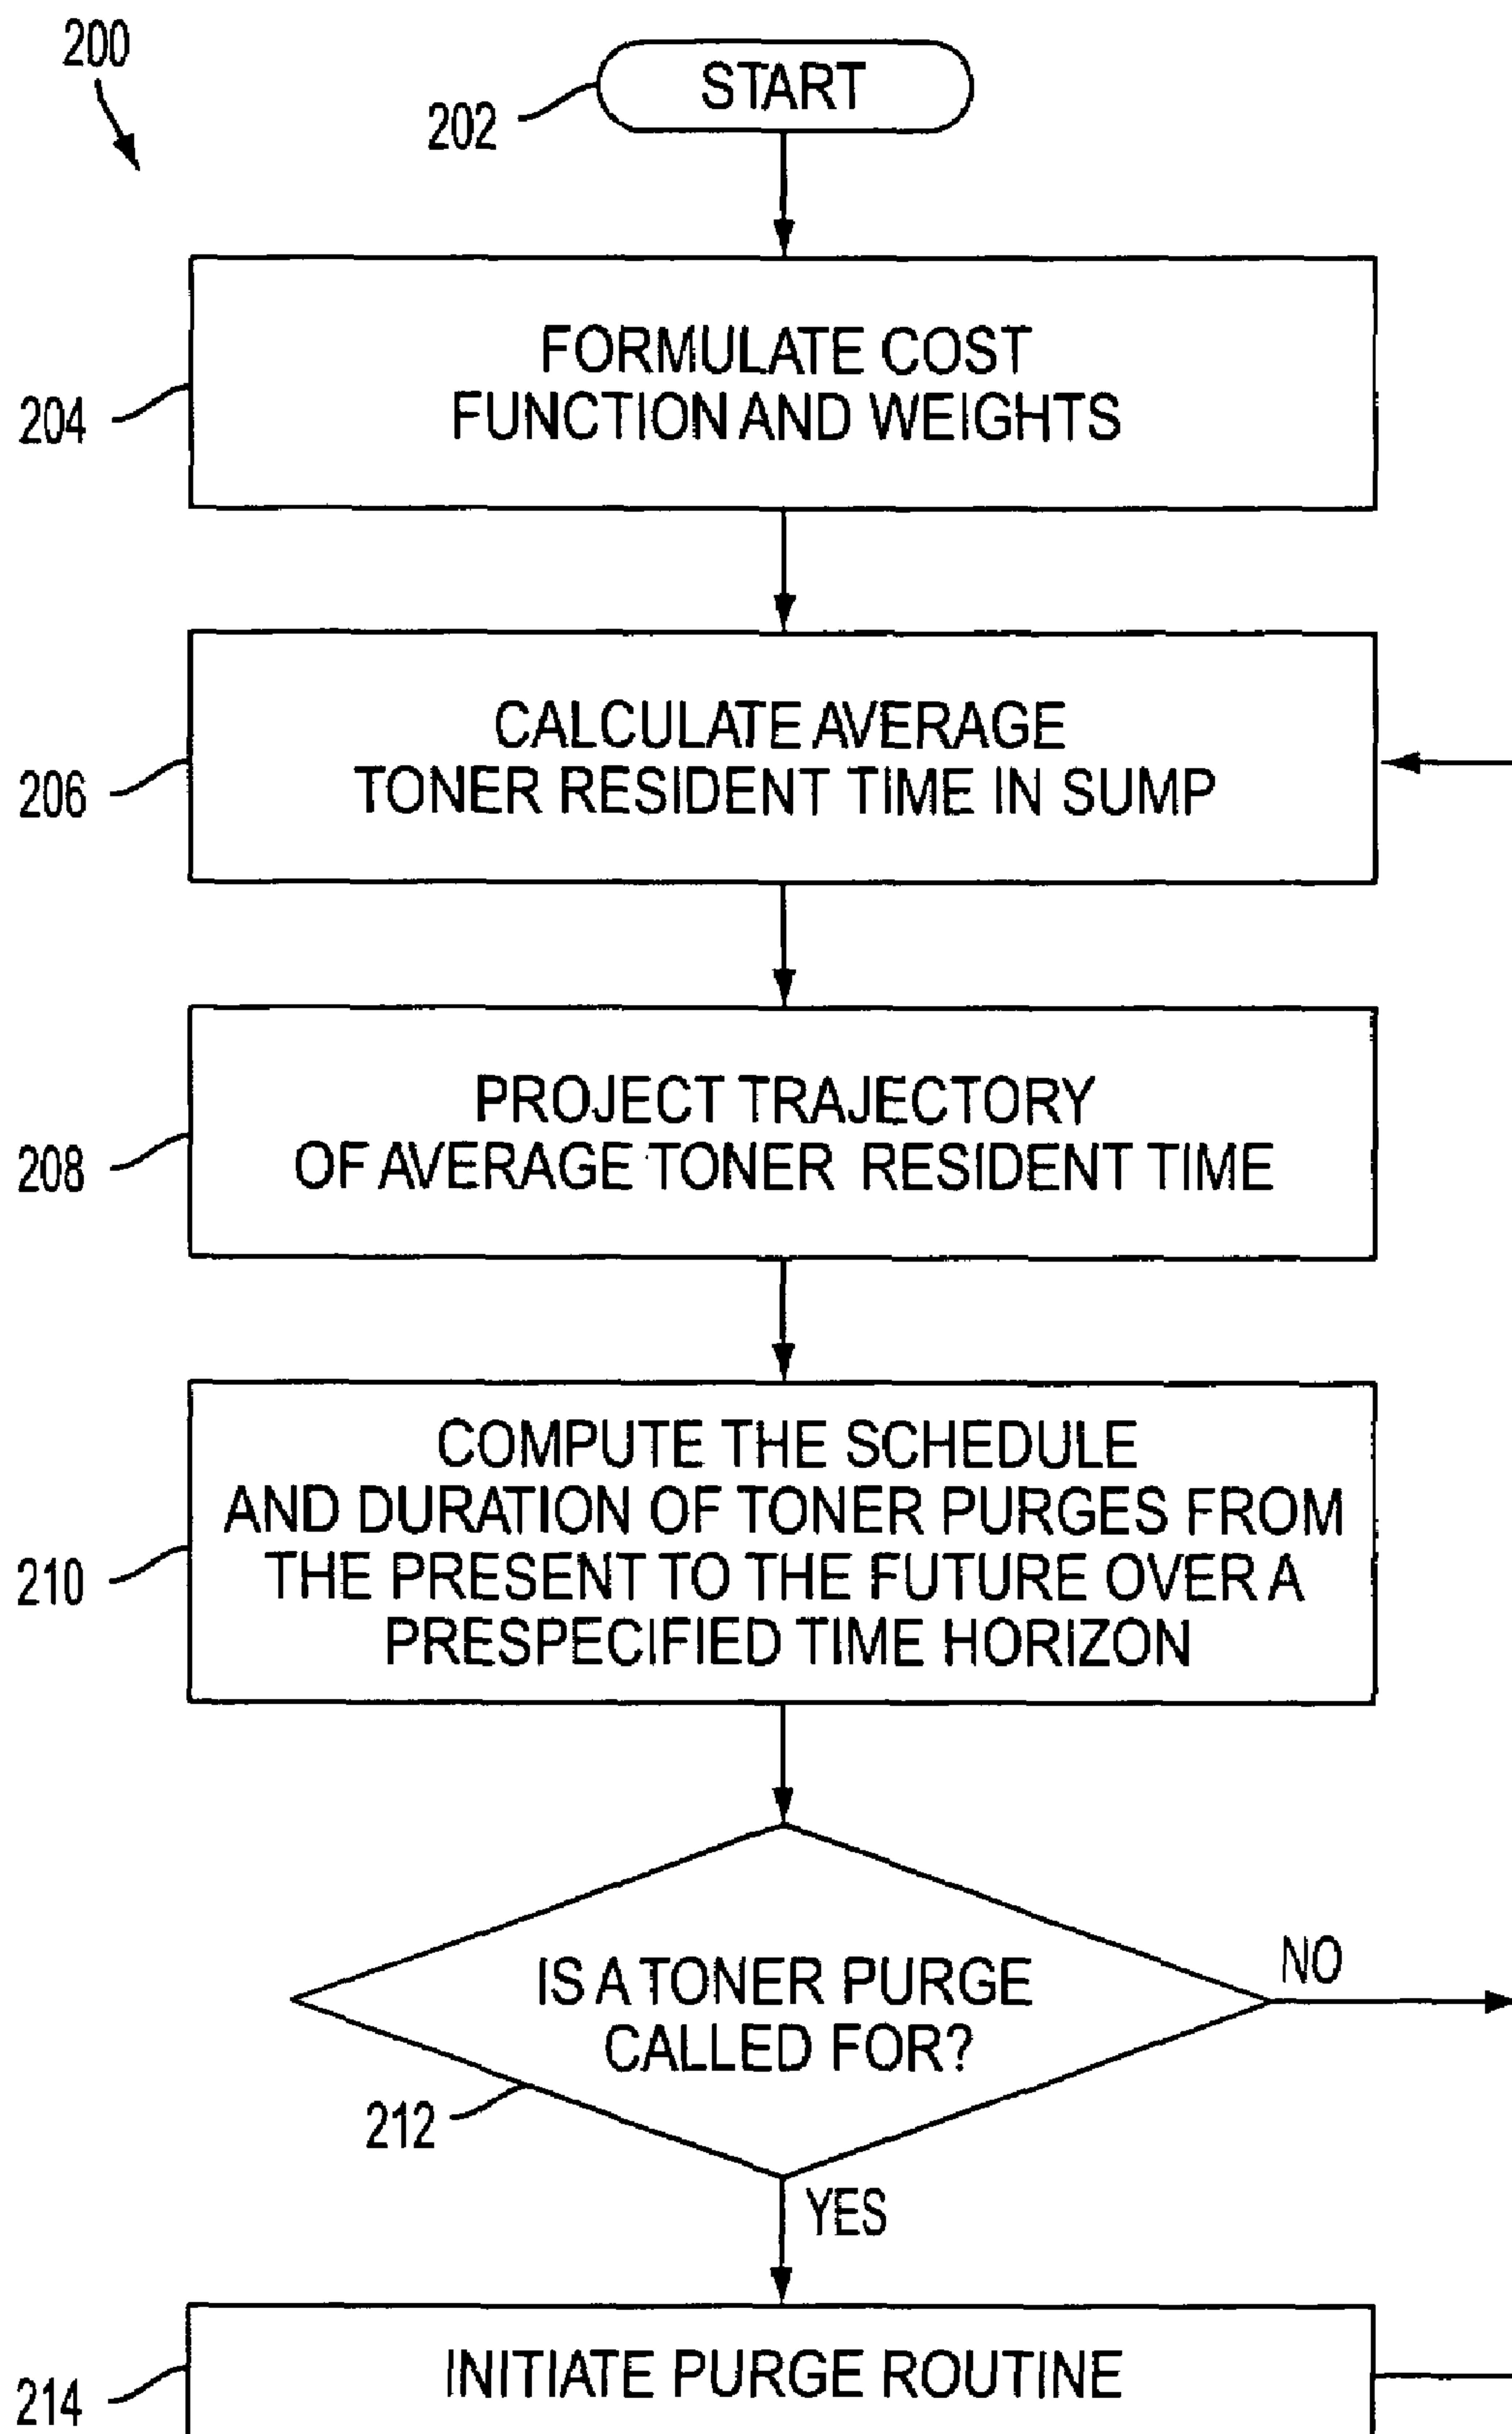 200
START
202
FORMULATE COST
FUNCTION AND WEIGHTS
204
CALCULATE AVERAGE
TONER RESIDENT TIME IN SUMP
206
PROJECT TRAJECTORY
OF AVERAGE TONER RESIDENT TIME
208
COMPUTE THE SCHEDULE
AND DURATION OF TONER PURGES FROM
THE PRESENT TO THE FUTURE OVER A
PRESPECIFIED TIME HORIZON
210
IS A TONER PURGE
CALLED FOR?
NO
212
YES
INITIATE PURGE ROUTINE
214